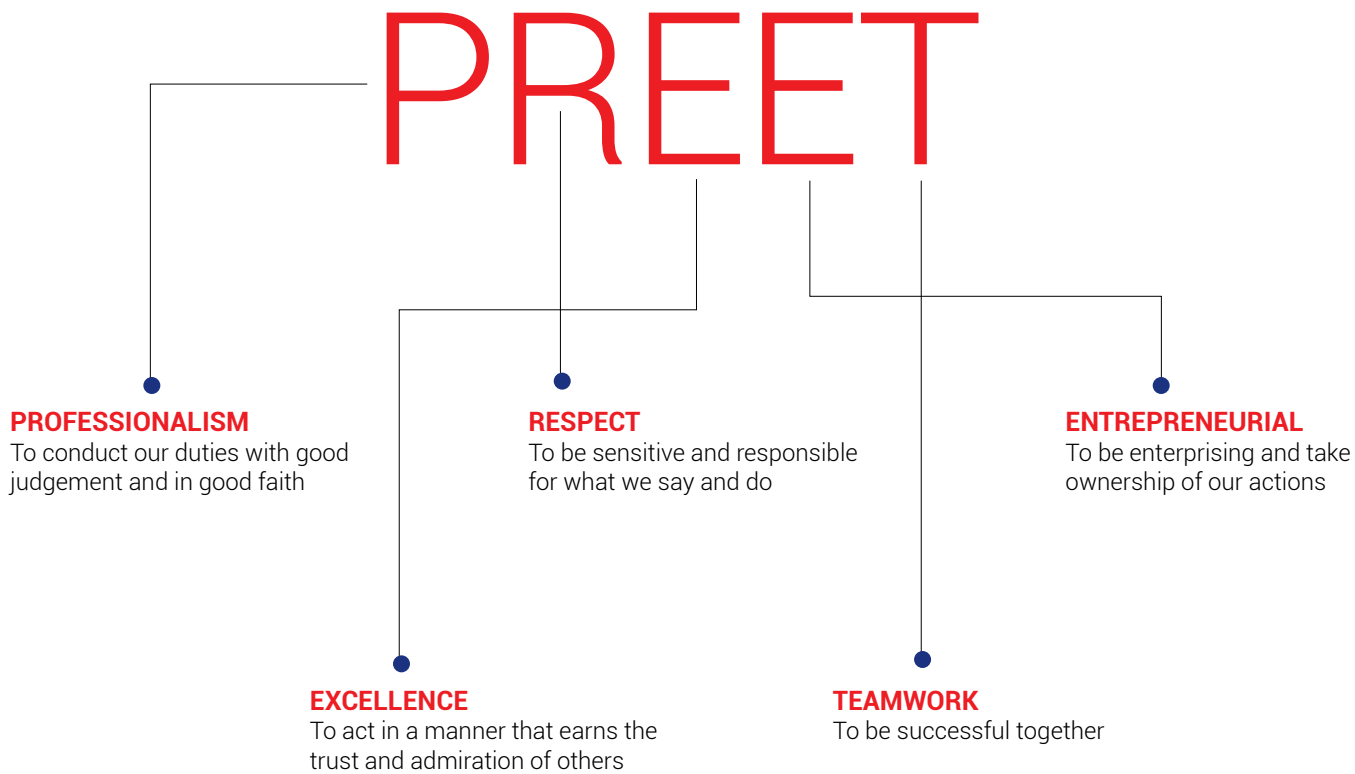 PREET
PROFESSIONALISM
To conduct our duties with good
judgement and in good faith
RESPECT
To be sensitive and responsible
for what we say and do
ENTREPRENEURIAL
To be enterprising and take
ownership of our actions
EXCELLENCE
To act in a manner that earns the
trust and admiration of others
TEAMWORK
To be successful together